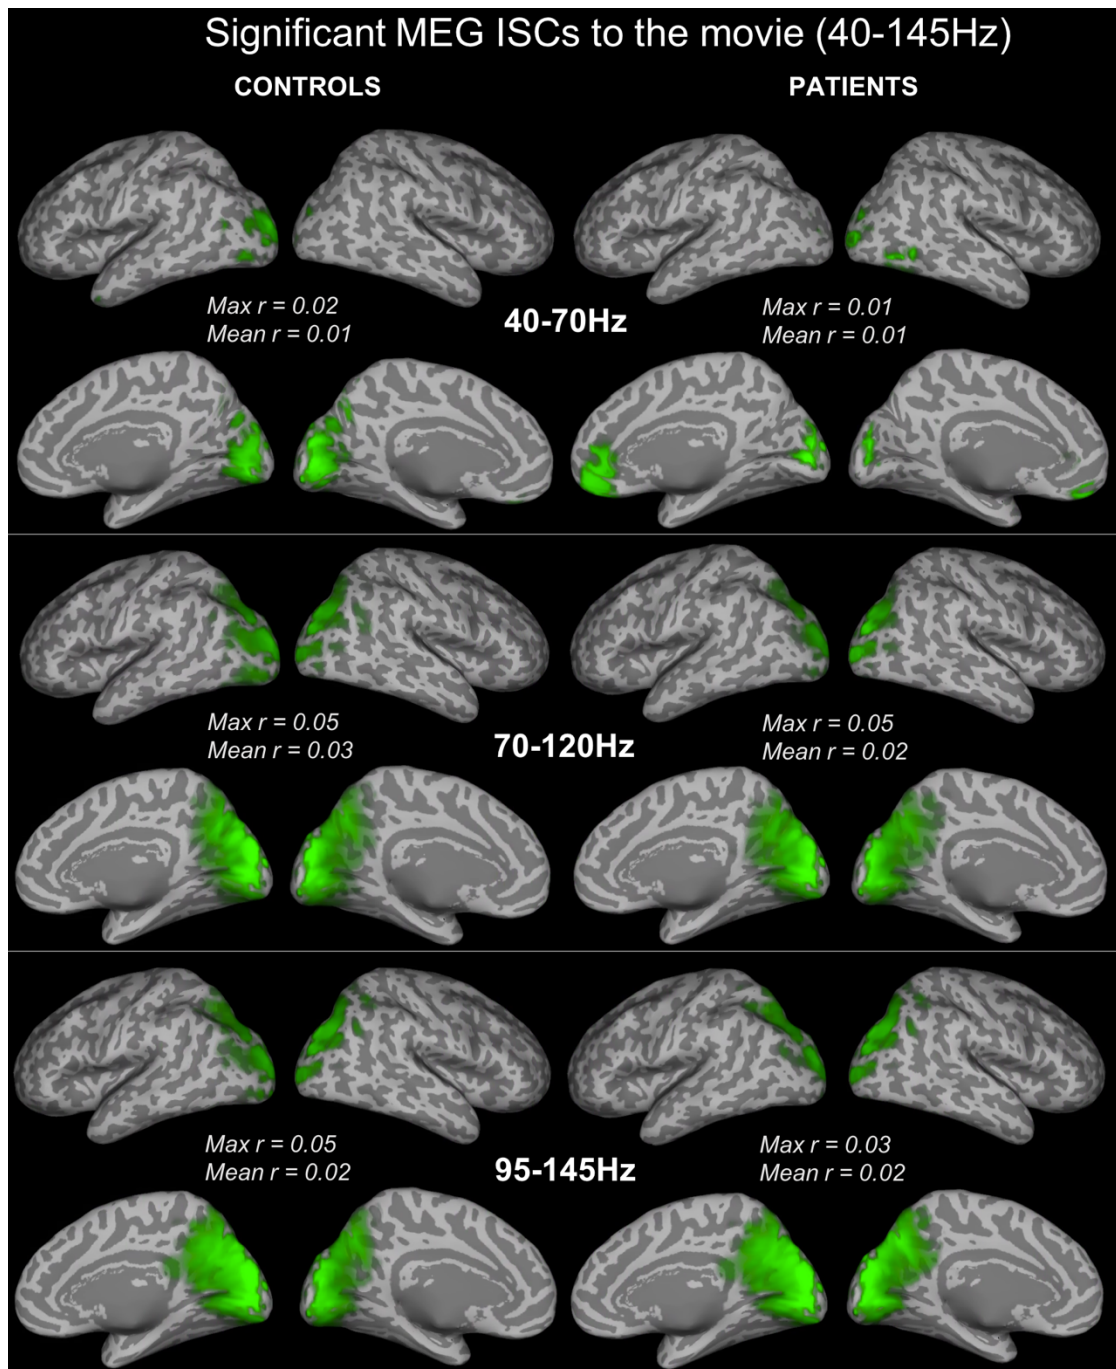 Significant MEG ISCs to the movie (40-145Hz)
CONTROLS
PATIENTS
Max r = 0.02
Mean r = 0.01
40-70Hz
Max r = 0.01
Mean r = 0.01
Max r = 0.05
Mean r = 0.03
70-120Hz
Max r = 0.05
Mean r = 0.02
Max r = 0.05
Mean r = 0.02
95-145Hz
Max r = 0.03
Mean r = 0.02